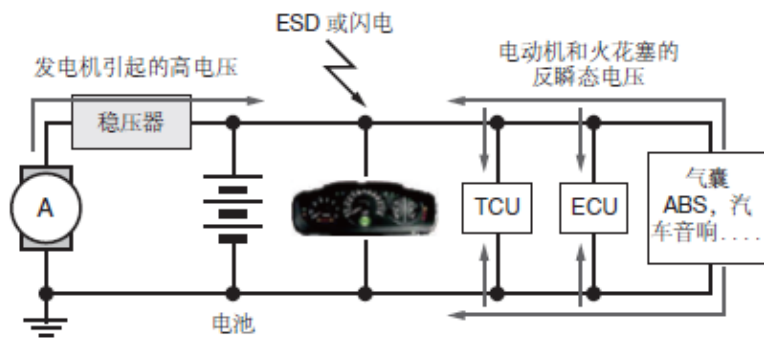 ESD 或闪电
发电机引起的高电压
电动机和火花塞的
反瞬态电压
稳压器
A
TCU
ECU
气囊
ABS，汽
车音响....
电池